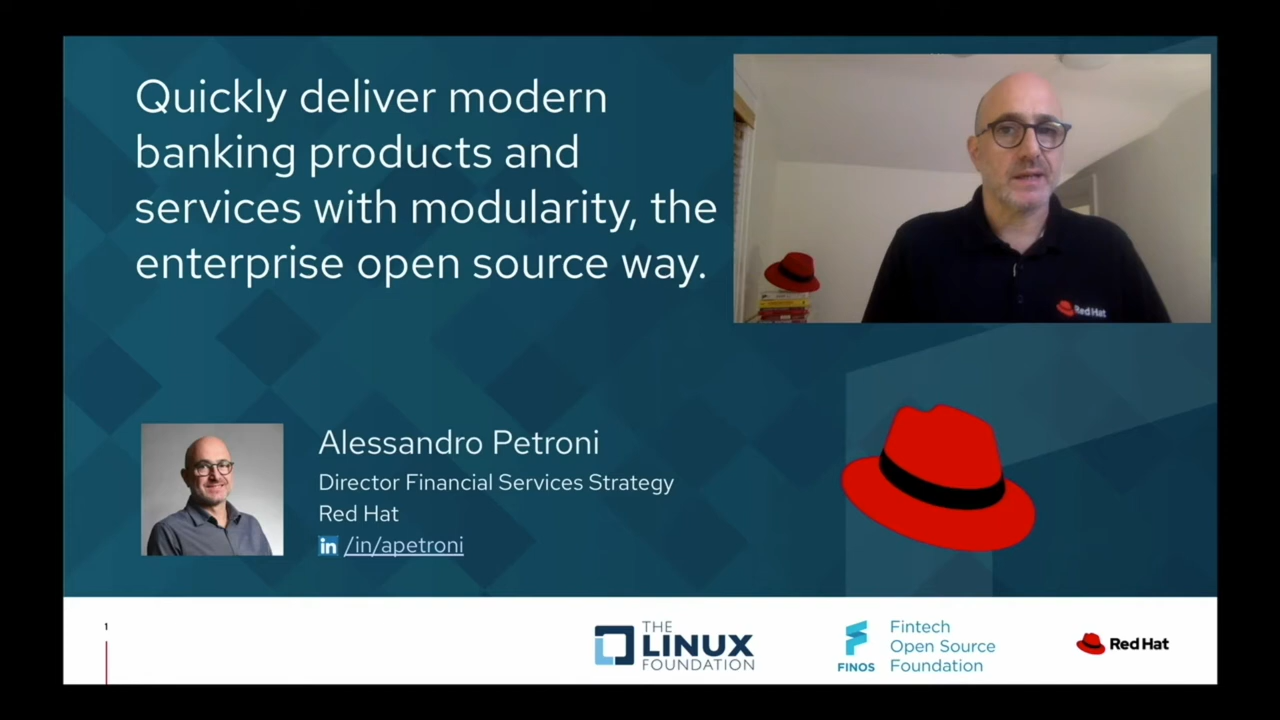 Quickly deliver modern
banking products and
services with modularity, the
enterprise open source way.
Red Hat
Alessandro Petroni
Director Financial Services Strategy
Red Hat
in /in/apetroni
1
THE
LINUX
FOUNDATION
FINOS
Fintech
Open Source
Foundation
Red Hat